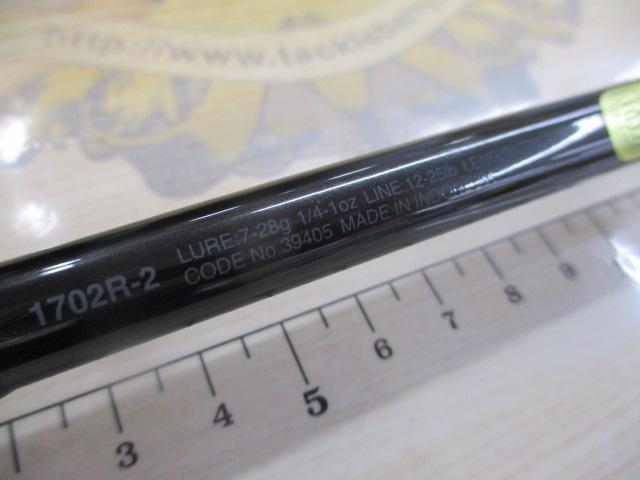 http://www.tackleberry
1702R-2
LURE:7-28g 1/4-1oz LINE:12-25lb
CODE No.39405 MADE IN
3 4 5 6 7 8 9